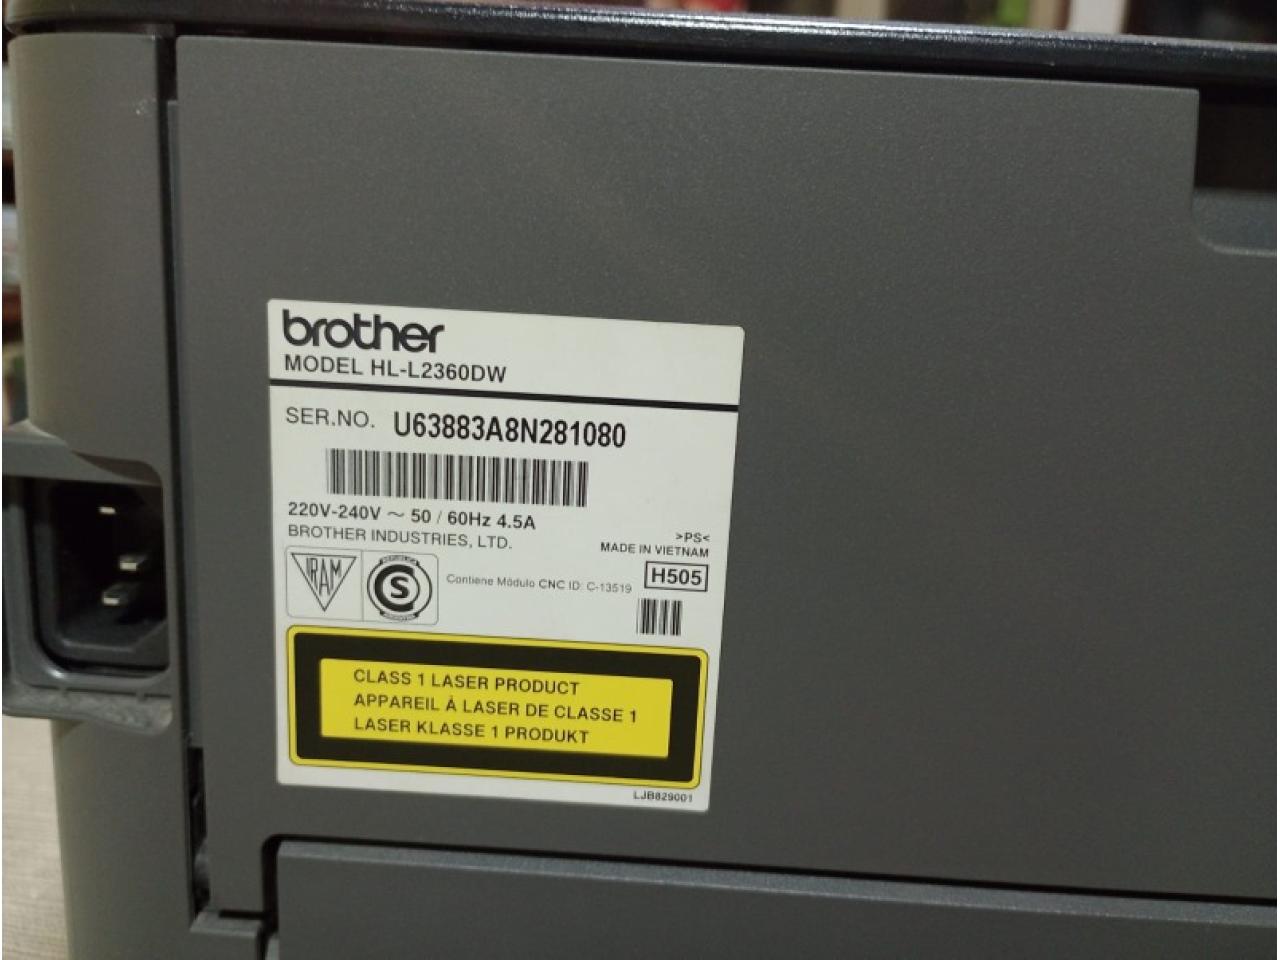 brother
MODEL HL-L2360DW
SER.NO. U63883A8N281080
220V-240V ~ 50 / 60Hz 4.5A
BROTHER INDUSTRIES, LTD.
>PS<
MADE IN VIETNAM
IRAM
S
Contiene Módulo CNC ID: C-13519
H505
CLASS 1 LASER PRODUCT
APPAREIL À LASER DE CLASSE 1
LASER KLASSE 1 PRODUKT
LJB829001